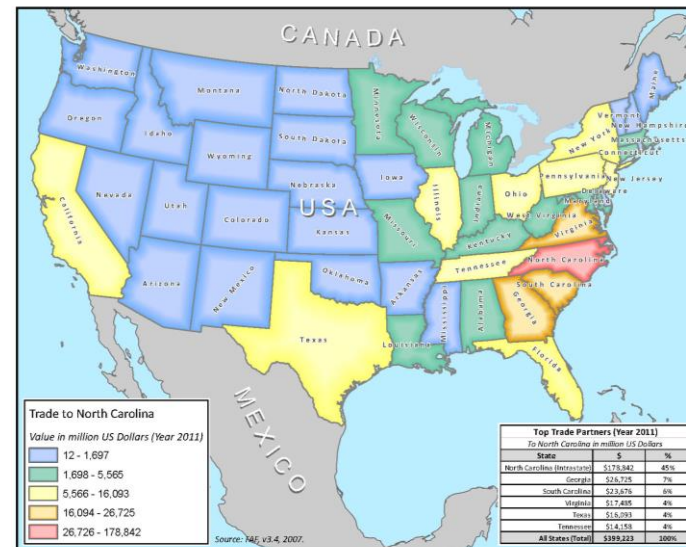 CANADA
Washington
Montana
North Dakota
Minnesota
Maine
Oregon
Idaho
Wyoming
South Dakota
Wisconsin
Michigan
Vermont
New Hampshire
Massachusetts
Connecticut
New York
Nevada
Utah
Colorado
Nebraska
Iowa
Illinois
Indiana
Ohio
Pennsylvania
New Jersey
Delaware
Maryland
California
USA
Kansas
Missouri
Kentucky
West Virginia
Virginia
Arizona
New Mexico
Oklahoma
Arkansas
Tennessee
North Carolina
South Carolina
Texas
Louisiana
Mississippi
Alabama
Georgia
Florida
MEXICO
Trade to North Carolina
Value in million US Dollars (Year 2011)
12 - 1,697
1,698 - 5,565
5,566 - 16,093
16,094 - 26,725
26,726 - 178,842
Source: FAF, v3.4, 2007.
Top Trade Partners (Year 2011)
To North Carolina in million US Dollars
State $ %
North Carolina (Intrastate) $178,842 45%
Georgia $26,725 7%
South Carolina $23,676 6%
Virginia $17,485 4%
Texas $16,093 4%
Tennessee $14,158 4%
All States (Total) $399,223 100%